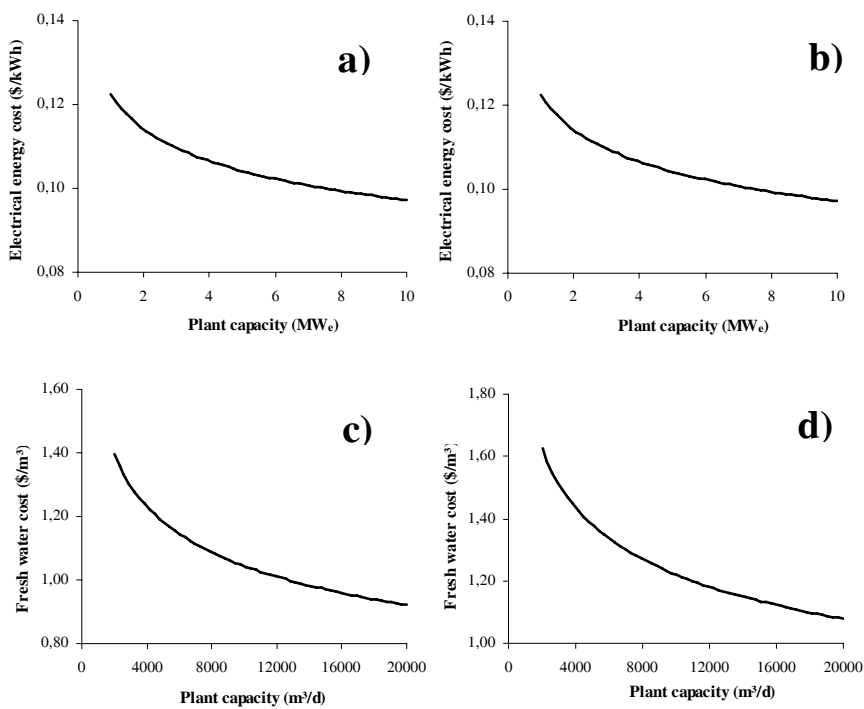 a)
Electrical energy cost ($/kWh)
0,14
0,12
0,10
0,08
0 2 4 6 8 10
Plant capacity (MWₑ)
b)
Electrical energy cost ($/kWh)
0,14
0,12
0,10
0,08
0 2 4 6 8 10
Plant capacity (MWₑ)
c)
Fresh water cost ($/m³)
1,60
1,40
1,20
1,00
0,80
0 4000 8000 12000 16000 20000
Plant capacity (m³/d)
d)
Fresh water cost ($/m³)
1,80
1,60
1,40
1,20
1,00
0 4000 8000 12000 16000 20000
Plant capacity (m³/d)